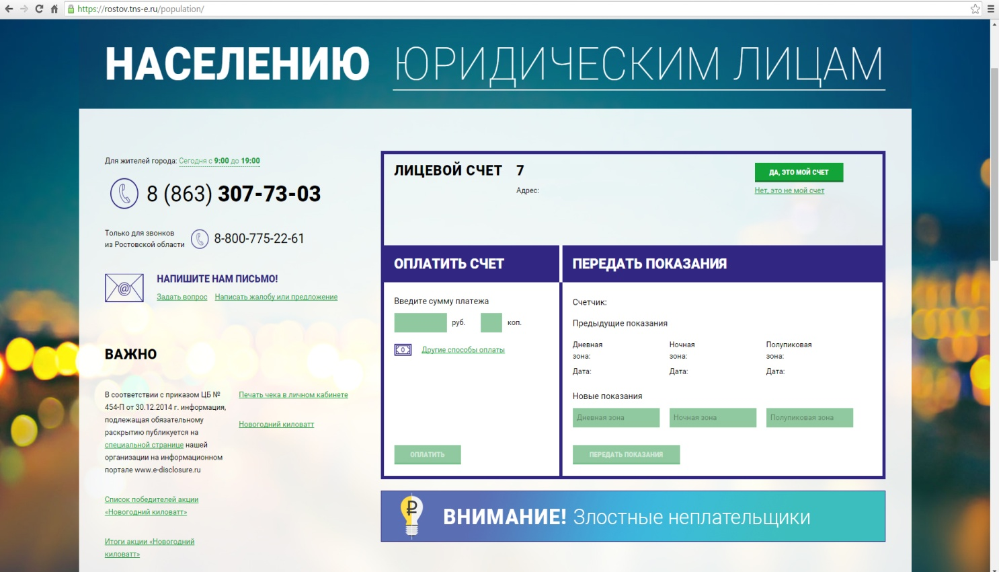 https://rostov.tns-e.ru/population/
НАСЕЛЕНИЮ ЮРИДИЧЕСКИМ ЛИЦАМ
Для жителей города: Сегодня с 9:00 до 19:00
8 (863) 307-73-03
Только для звонков
из Ростовской области
8-800-775-22-61
@
НАПИШИТЕ НАМ ПИСЬМО!
Задать вопрос Написать жалобу или предложение
ВАЖНО
В соответствии с приказом ЦБ №
454-П от 30.12.2014 г. информация,
подлежащая обязательному
раскрытию публикуется на
специальной странице нашей
организации на информационном
портале www.e-disclosure.ru
Список победителей акции
«Новогодний киловатт»
Итоги акции «Новогодний
киловатт»
Печать чека в личном кабинете
Новогодний киловатт
ЛИЦЕВОЙ СЧЕТ 7
Адрес:
ДА, ЭТО МОЙ СЧЕТ
Нет, это не мой счет
ОПЛАТИТЬ СЧЕТ
Введите сумму платежа
руб. коп.
Другие способы оплаты
ОПЛАТИТЬ
ПЕРЕДАТЬ ПОКАЗАНИЯ
Счетчик:
Предыдущие показания
Дневная Ночная Полупиковая
зона: зона: зона:
Дата: Дата: Дата:
Новые показания
Дневная зона Ночная зона Полупиковая зона
ПЕРЕДАТЬ ПОКАЗАНИЯ
₽
ВНИМАНИЕ! Злостные неплательщики